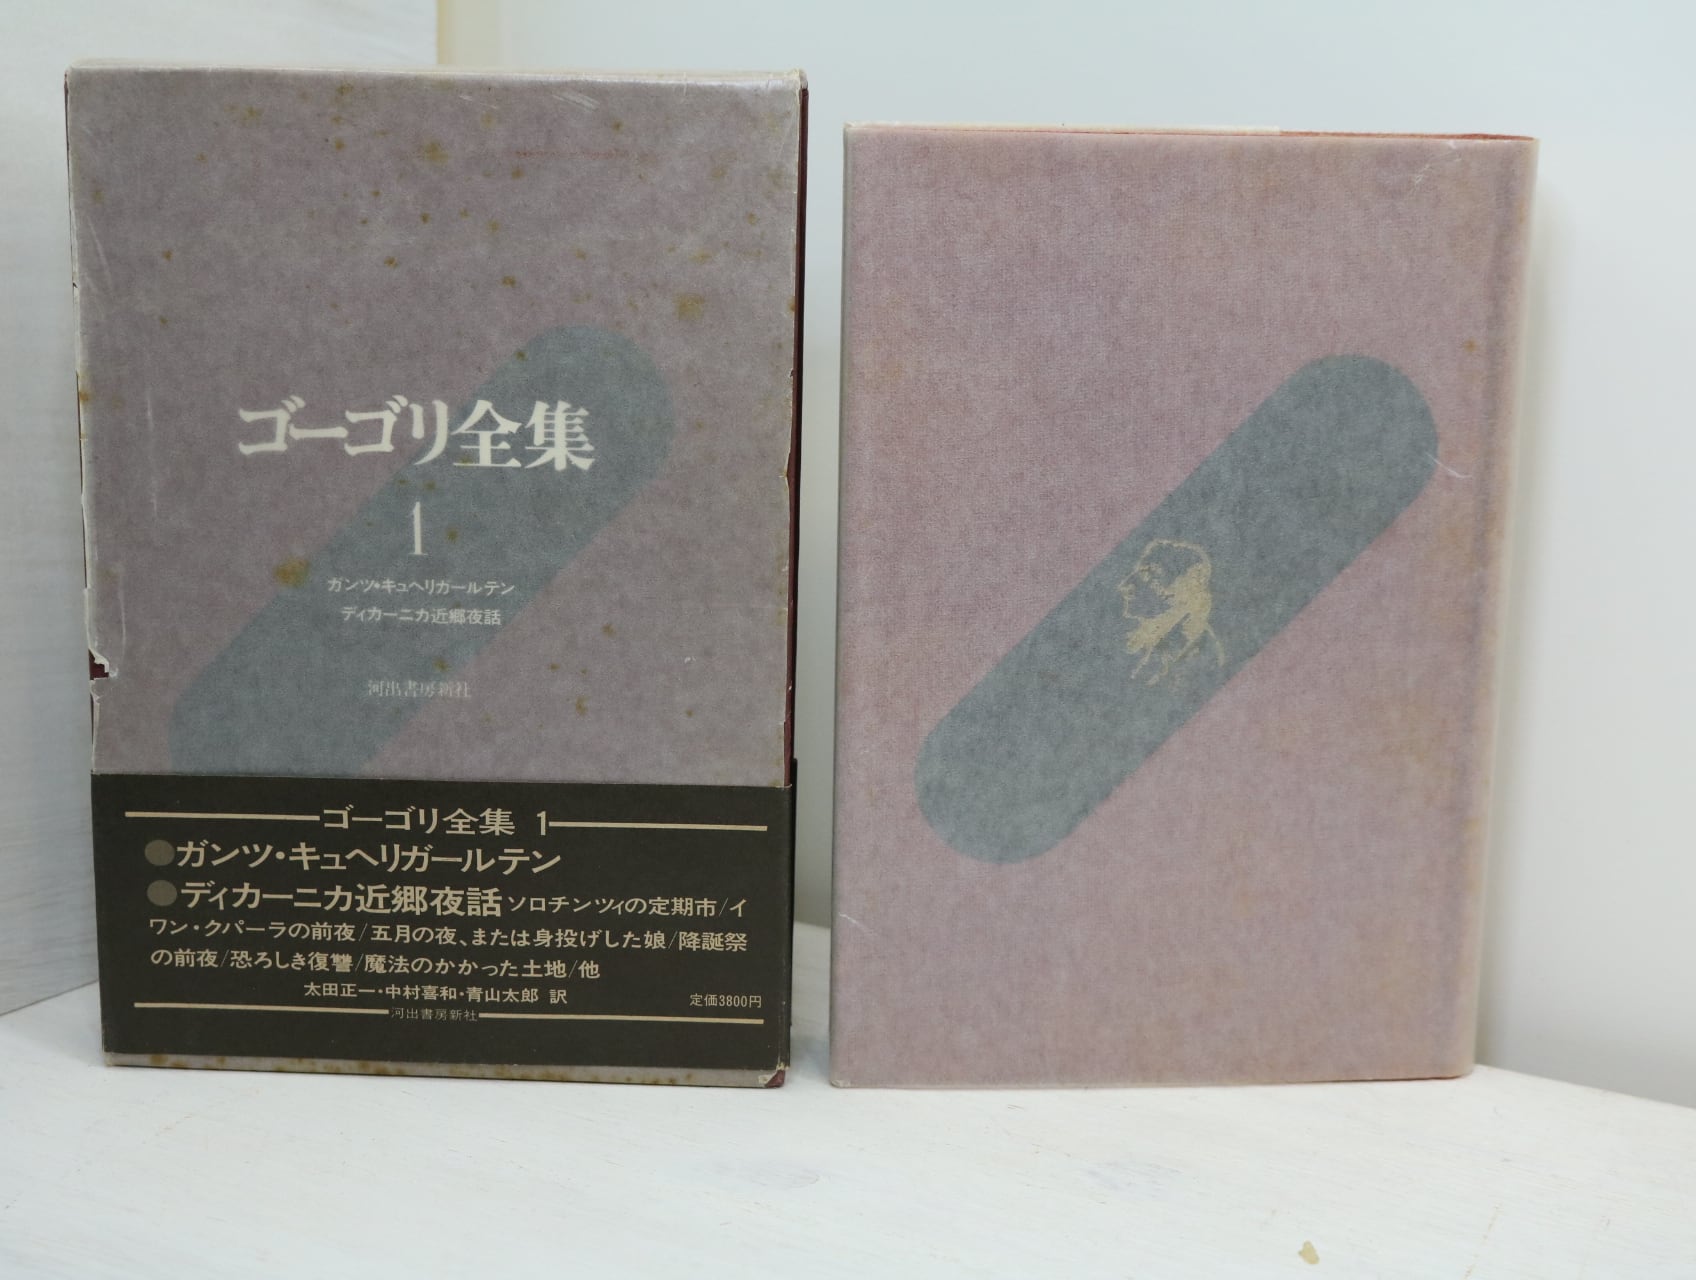 ゴーゴリ全集
1
ガンツ・キュヘリガールテン
ディカーニカ近郷夜話
河出書房新社
ゴーゴリ全集 1
●ガンツ・キュヘリガールテン
●ディカーニカ近郷夜話 ソロチンツィの定期市/イ
ワン・クパーラの前夜/五月の夜、または身投げした娘/降誕祭
の前夜/恐ろしき復讐/魔法のかかった土地/他
太田正一・中村喜和・青山太郎 訳
定価3800円
河出書房新社